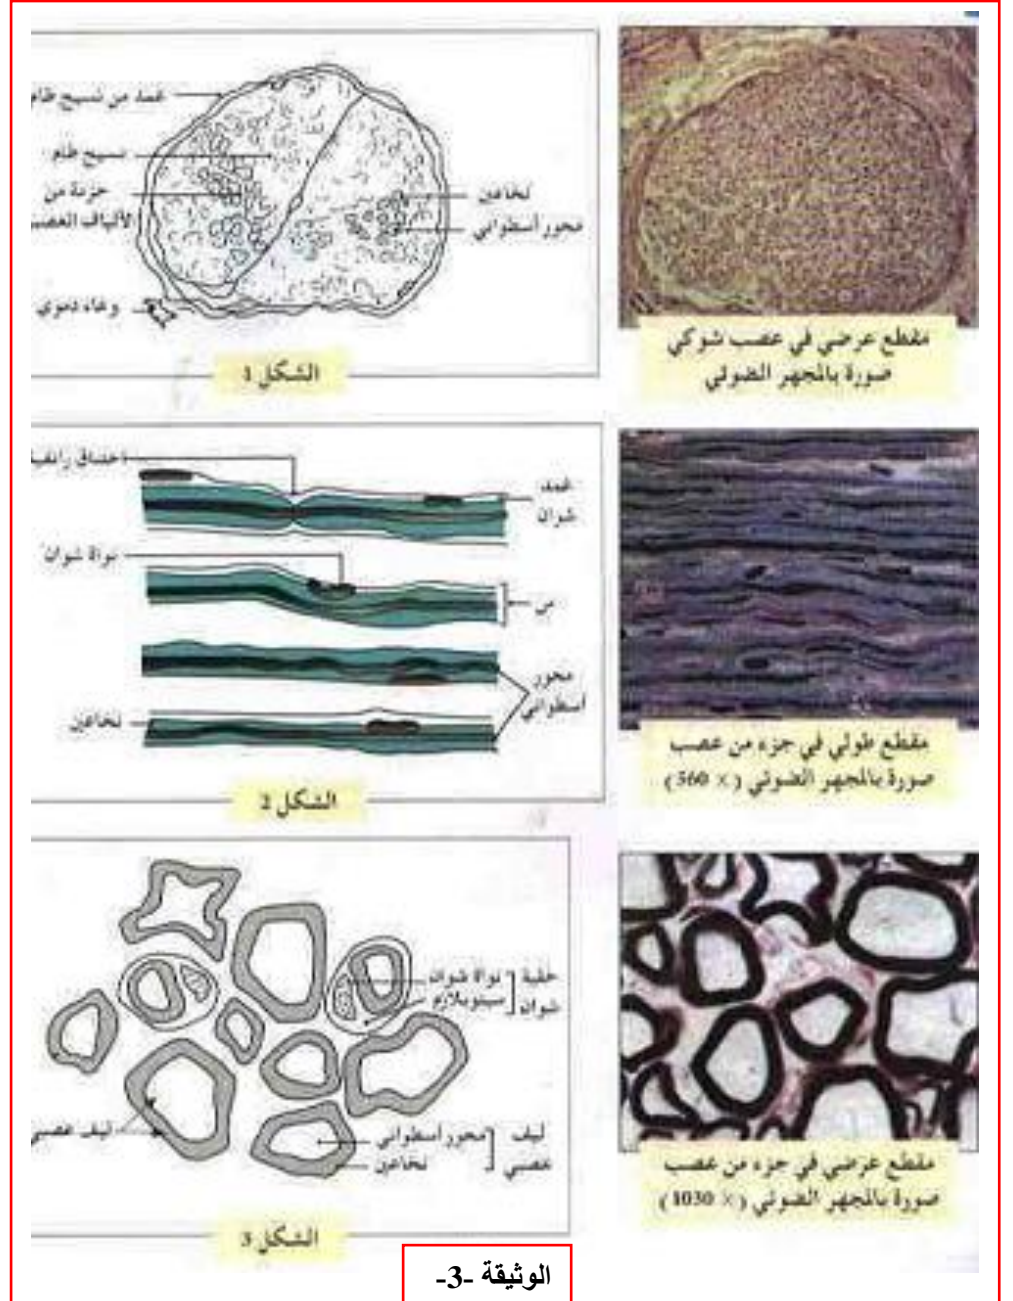 غمد من نسيج ضام
نسيج ضام
حزمة من
الألياف العصب
وعاء دموي
نخاعين
محور أسطواني
الشكل 1
مقطع عرضي في عصب شوكي
صورة بالمجهر الضوئي
اختناق رانفي
غمد
شوان
نواة شوان
محور
أسطواني
نخاعين
الشكل 2
مقطع طولي في جزء من عصب
صورة بالمجهر الضوئي (× 560)
خلية
شوان
نواة شوان
سيتوبلازم
ليف عصبي
ليف
عصبي
محور أسطواني
نخاعين
الشكل 3
مقطع عرضي في جزء من عصب
صورة بالمجهر الضوئي (× 1030)
الوثيقة -3-